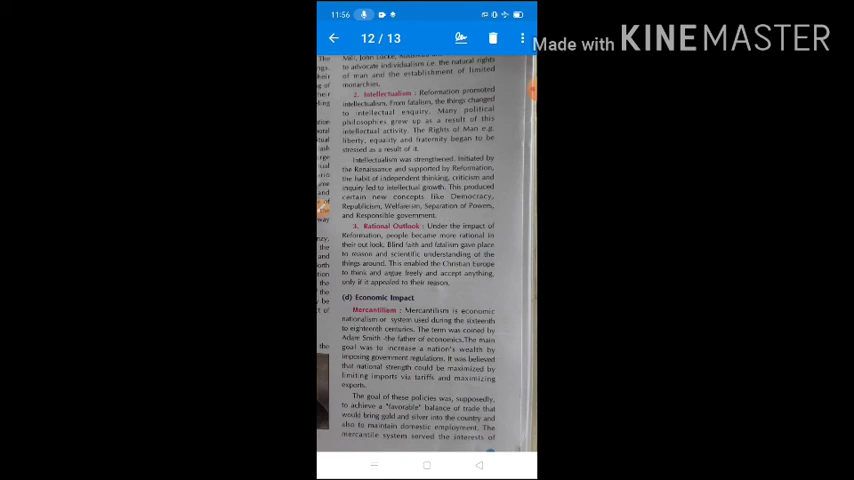 11:56
12 / 13
Made with KINEMASTER
The
ngs.
heir
ng of
their
Mill, John Locke,
to advocate individualism i.e. the natural rights
of man and the establishment of limited
monarchies.
2. Intellectualism : Reformation promoted
intellectualism. From fatalism, the things changed
to intellectual enquiry. Many political
philosophies grew up as a result of this
intellectual activity. The Rights of Man e.g.
liberty, equality and fraternity began to be
stressed as a result of it.
Intellectualism was strengthened. Initiated by
the Renaissance and supported by Reformation,
the habit of independent thinking, criticism and
inquiry led to intellectual growth. This produced
certain new concepts like Democracy,
Republicism, Welfareism, Separation of Powers,
and Responsible government.
3. Rational Outlook : Under the impact of
Reformation, people became more rational in
their out look. Blind faith and fatalism gave place
to reason and scientific understanding of the
things around. This enabled the Christian Europe
to think and argue freely and accept anything,
only if it appealed to their reason.
(d) Economic Impact
Mercantilism : Mercantilism is economic
nationalism or system used during the sixteenth
to eighteenth centuries. The term was coined by
Adam Smith -the father of economics.The main
goal was to increase a nation's wealth by
imposing government regulations. It was believed
that national strength could be maximized by
limiting imports via tariffs and maximizing
exports.
The goal of these policies was, supposedly,
to achieve a "favorable" balance of trade that
would bring gold and silver into the country and
also to maintain domestic employment. The
mercantile system served the interests of